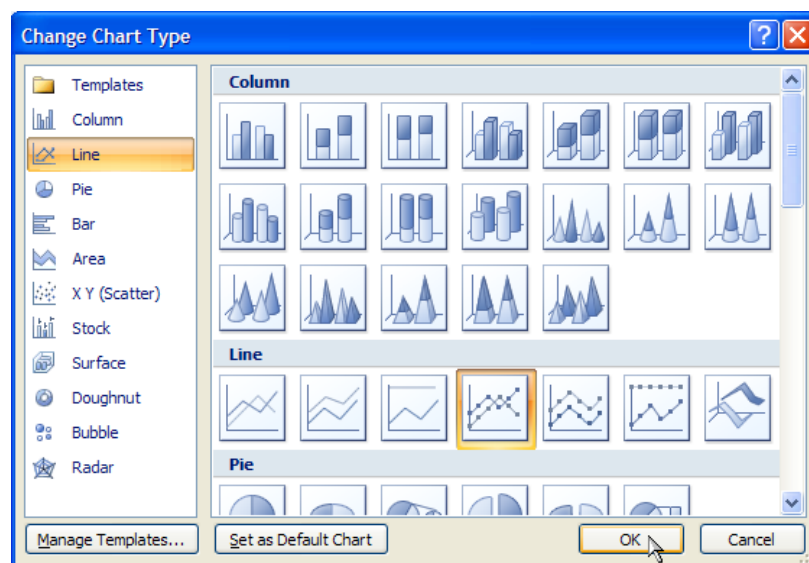 Change Chart Type
?
X
Templates
Column
Line
Pie
Bar
Area
X Y (Scatter)
Stock
Surface
Doughnut
Bubble
Radar
Column
Line
Pie
Manage Templates...
Set as Default Chart
OK
Cancel